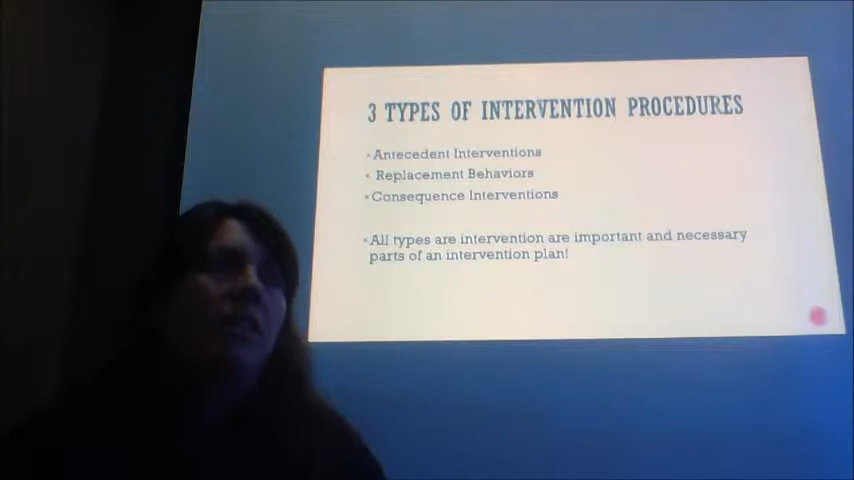 3 TYPES OF INTERVENTION PROCEDURES
• Antecedent Interventions
• Replacement Behaviors
• Consequence Interventions
• All types are intervention are important and necessary
parts of an intervention plan!